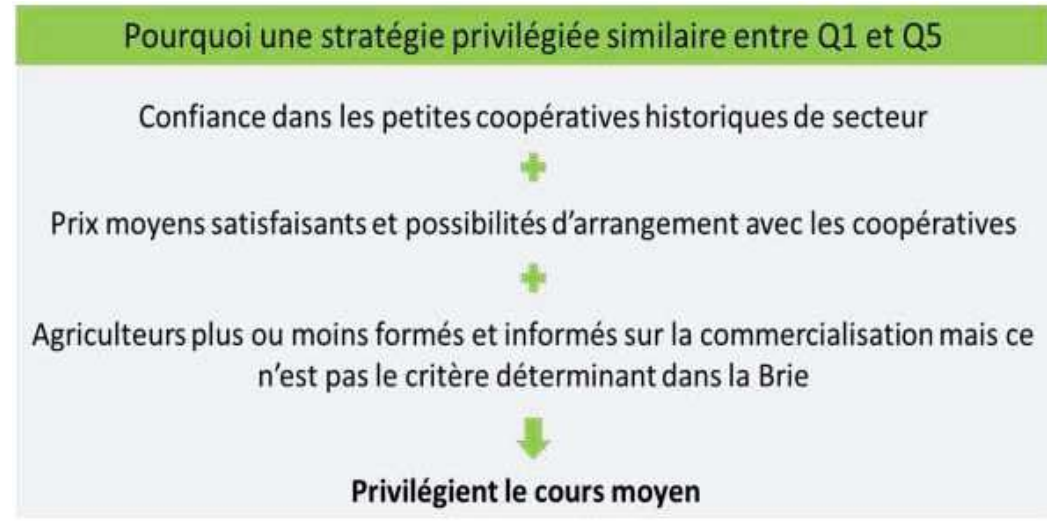 Pourquoi une stratégie privilégiée similaire entre Q1 et Q5
Confiance dans les petites coopératives historiques de secteur
Prix moyens satisfaisants et possibilités d'arrangement avec les coopératives
Agriculteurs plus ou moins formés et informés sur la commercialisation mais ce
n'est pas le critère déterminant dans la Brie
Privilégient le cours moyen